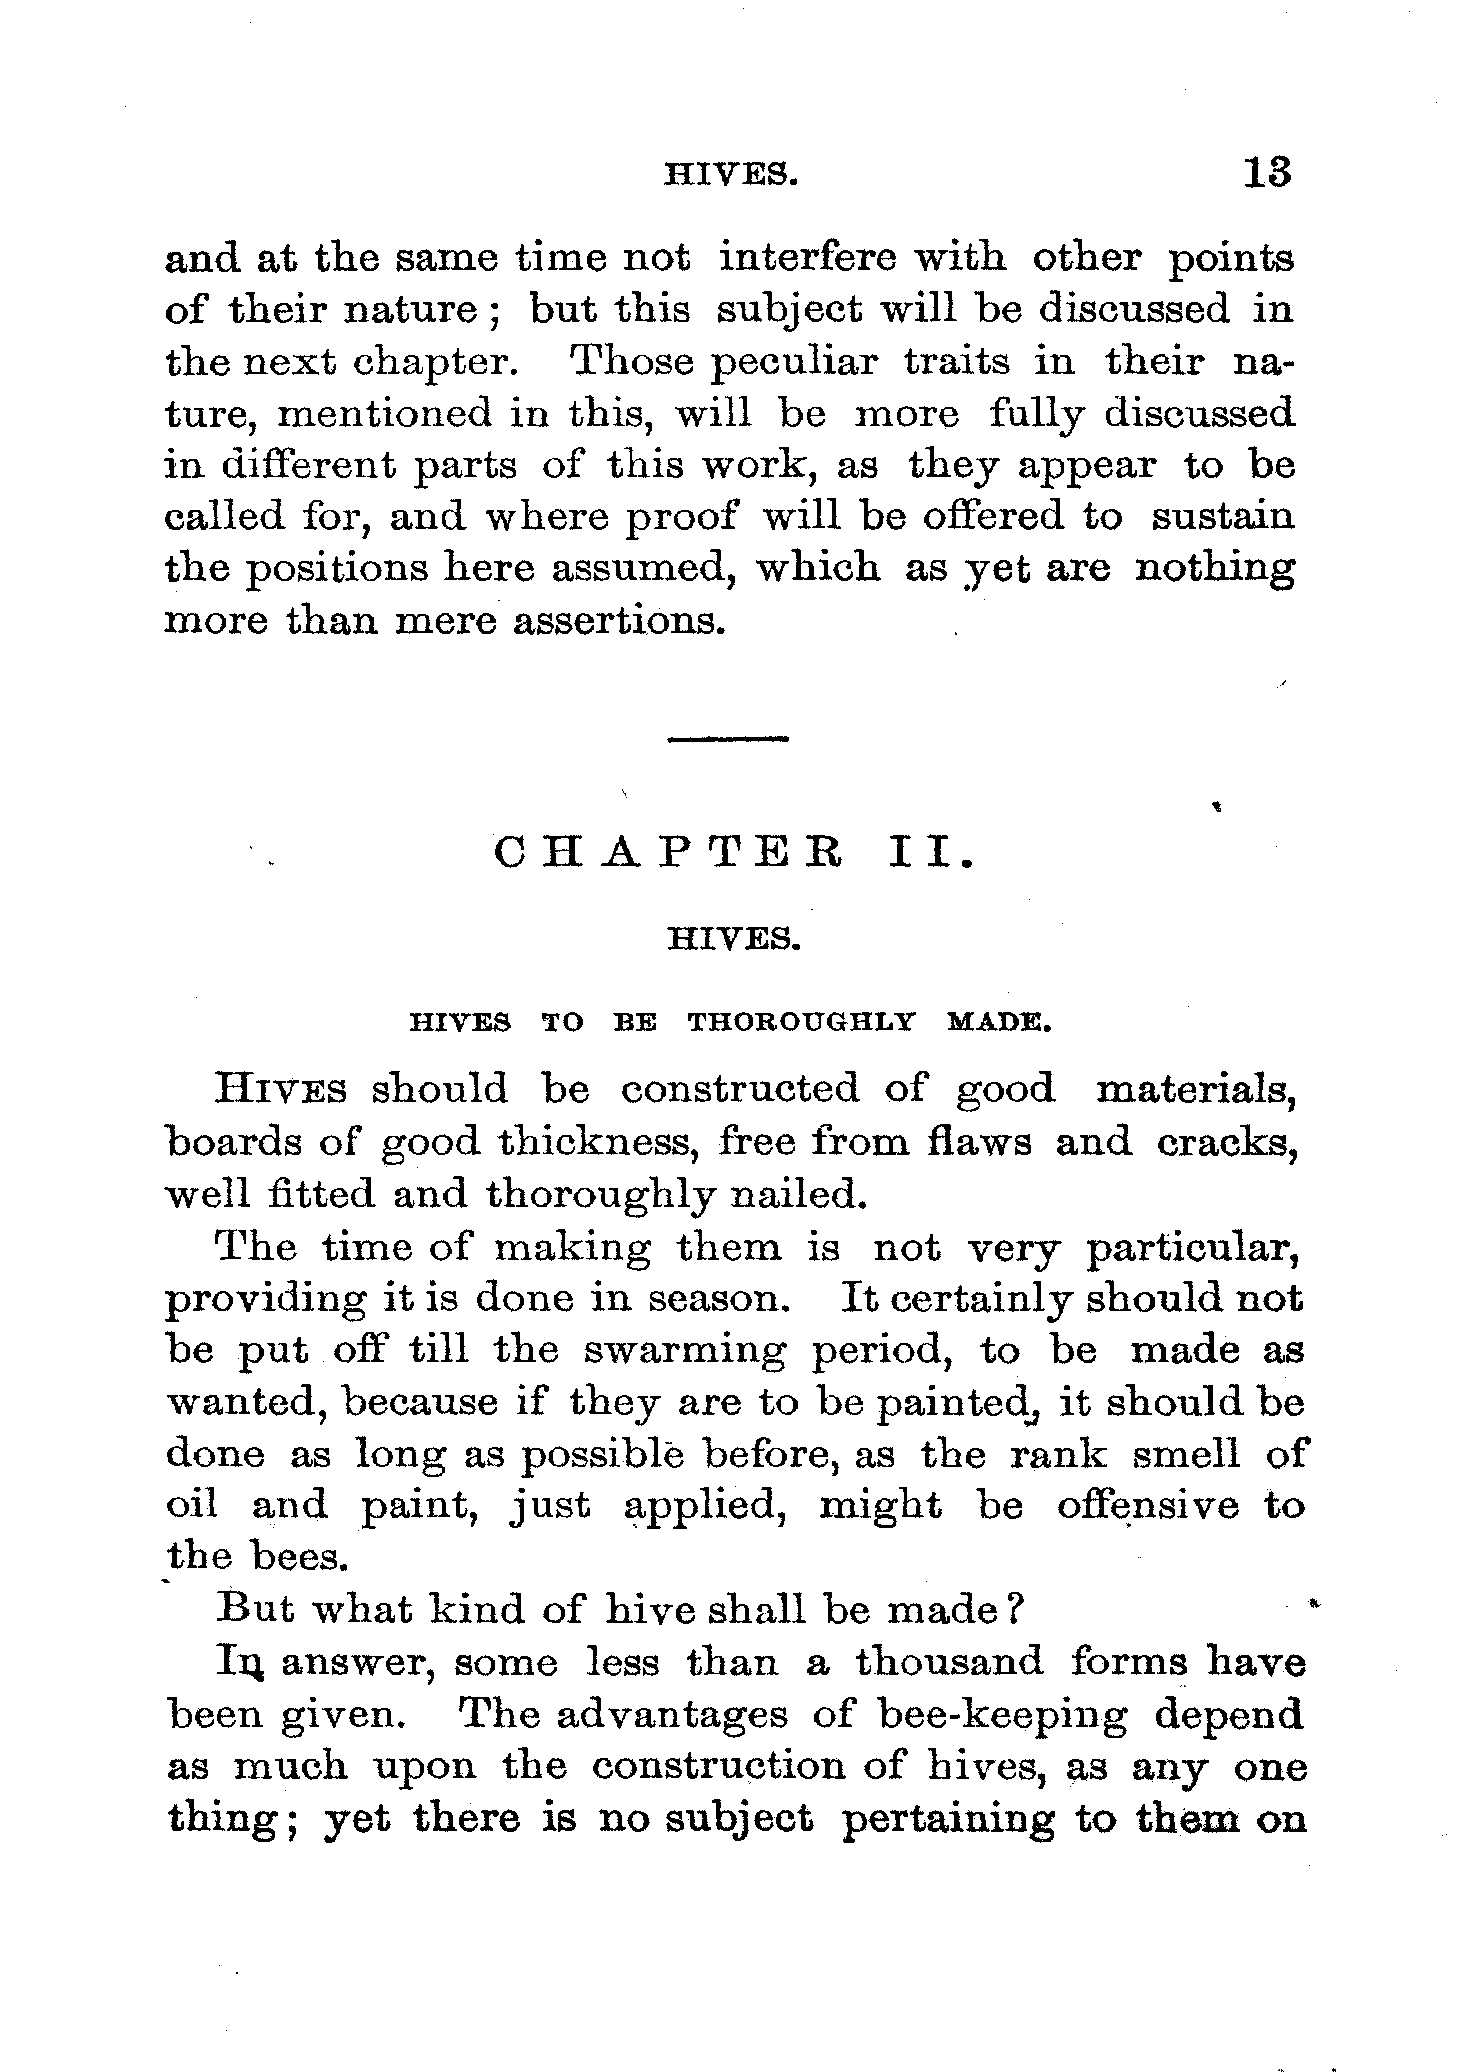 HIVES. 13
and at the same time not interfere with other points
of their nature ; but this subject will be discussed in
the next chapter. Those peculiar traits in their na-
ture, mentioned in this, will be more fully discussed
in different parts of this work, as they appear to be
called for, and where proof will be offered to sustain
the positions here assumed, which as yet are nothing
more than mere assertions.
CHAPTER II.
HIVES.
HIVES TO BE THOROUGHLY MADE.
HIVES should be constructed of good materials,
boards of good thickness, free from flaws and cracks,
well fitted and thoroughly nailed.
The time of making them is not very particular,
providing it is done in season. It certainly should not
be put off till the swarming period, to be made as
wanted, because if they are to be painted, it should be
done as long as possible before, as the rank smell of
oil and paint, just applied, might be offensive to
the bees.
But what kind of hive shall be made ?
In answer, some less than a thousand forms have
been given. The advantages of bee-keeping depend
as much upon the construction of hives, as any one
thing ; yet there is no subject pertaining to them on